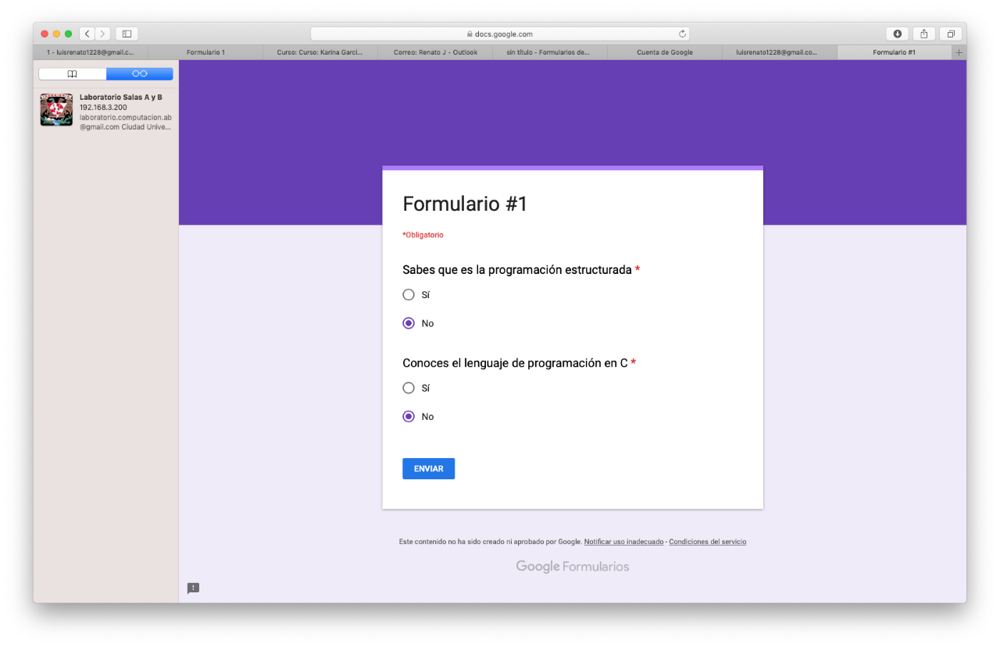 docs.google.com
1 - luisrenato1228@gmail.c...
Formulario 1
Curso: Curso: Karina Garcí...
Correo: Renato J - Outlook
sin título - Formularios de...
Cuenta de Google
luisrenato1228@gmail.co...
Formulario #1
Laboratorio Salas A y B
192.168.3.200
laboratorio.computacion.ab
@gmail.com Ciudad Unive...
Formulario #1
*Obligatorio
Sabes que es la programación estructurada *
Sí
No
Conoces el lenguaje de programación en C *
Sí
No
ENVIAR
Este contenido no ha sido creado ni aprobado por Google. Notificar uso inadecuado - Condiciones del servicio
Google Formularios